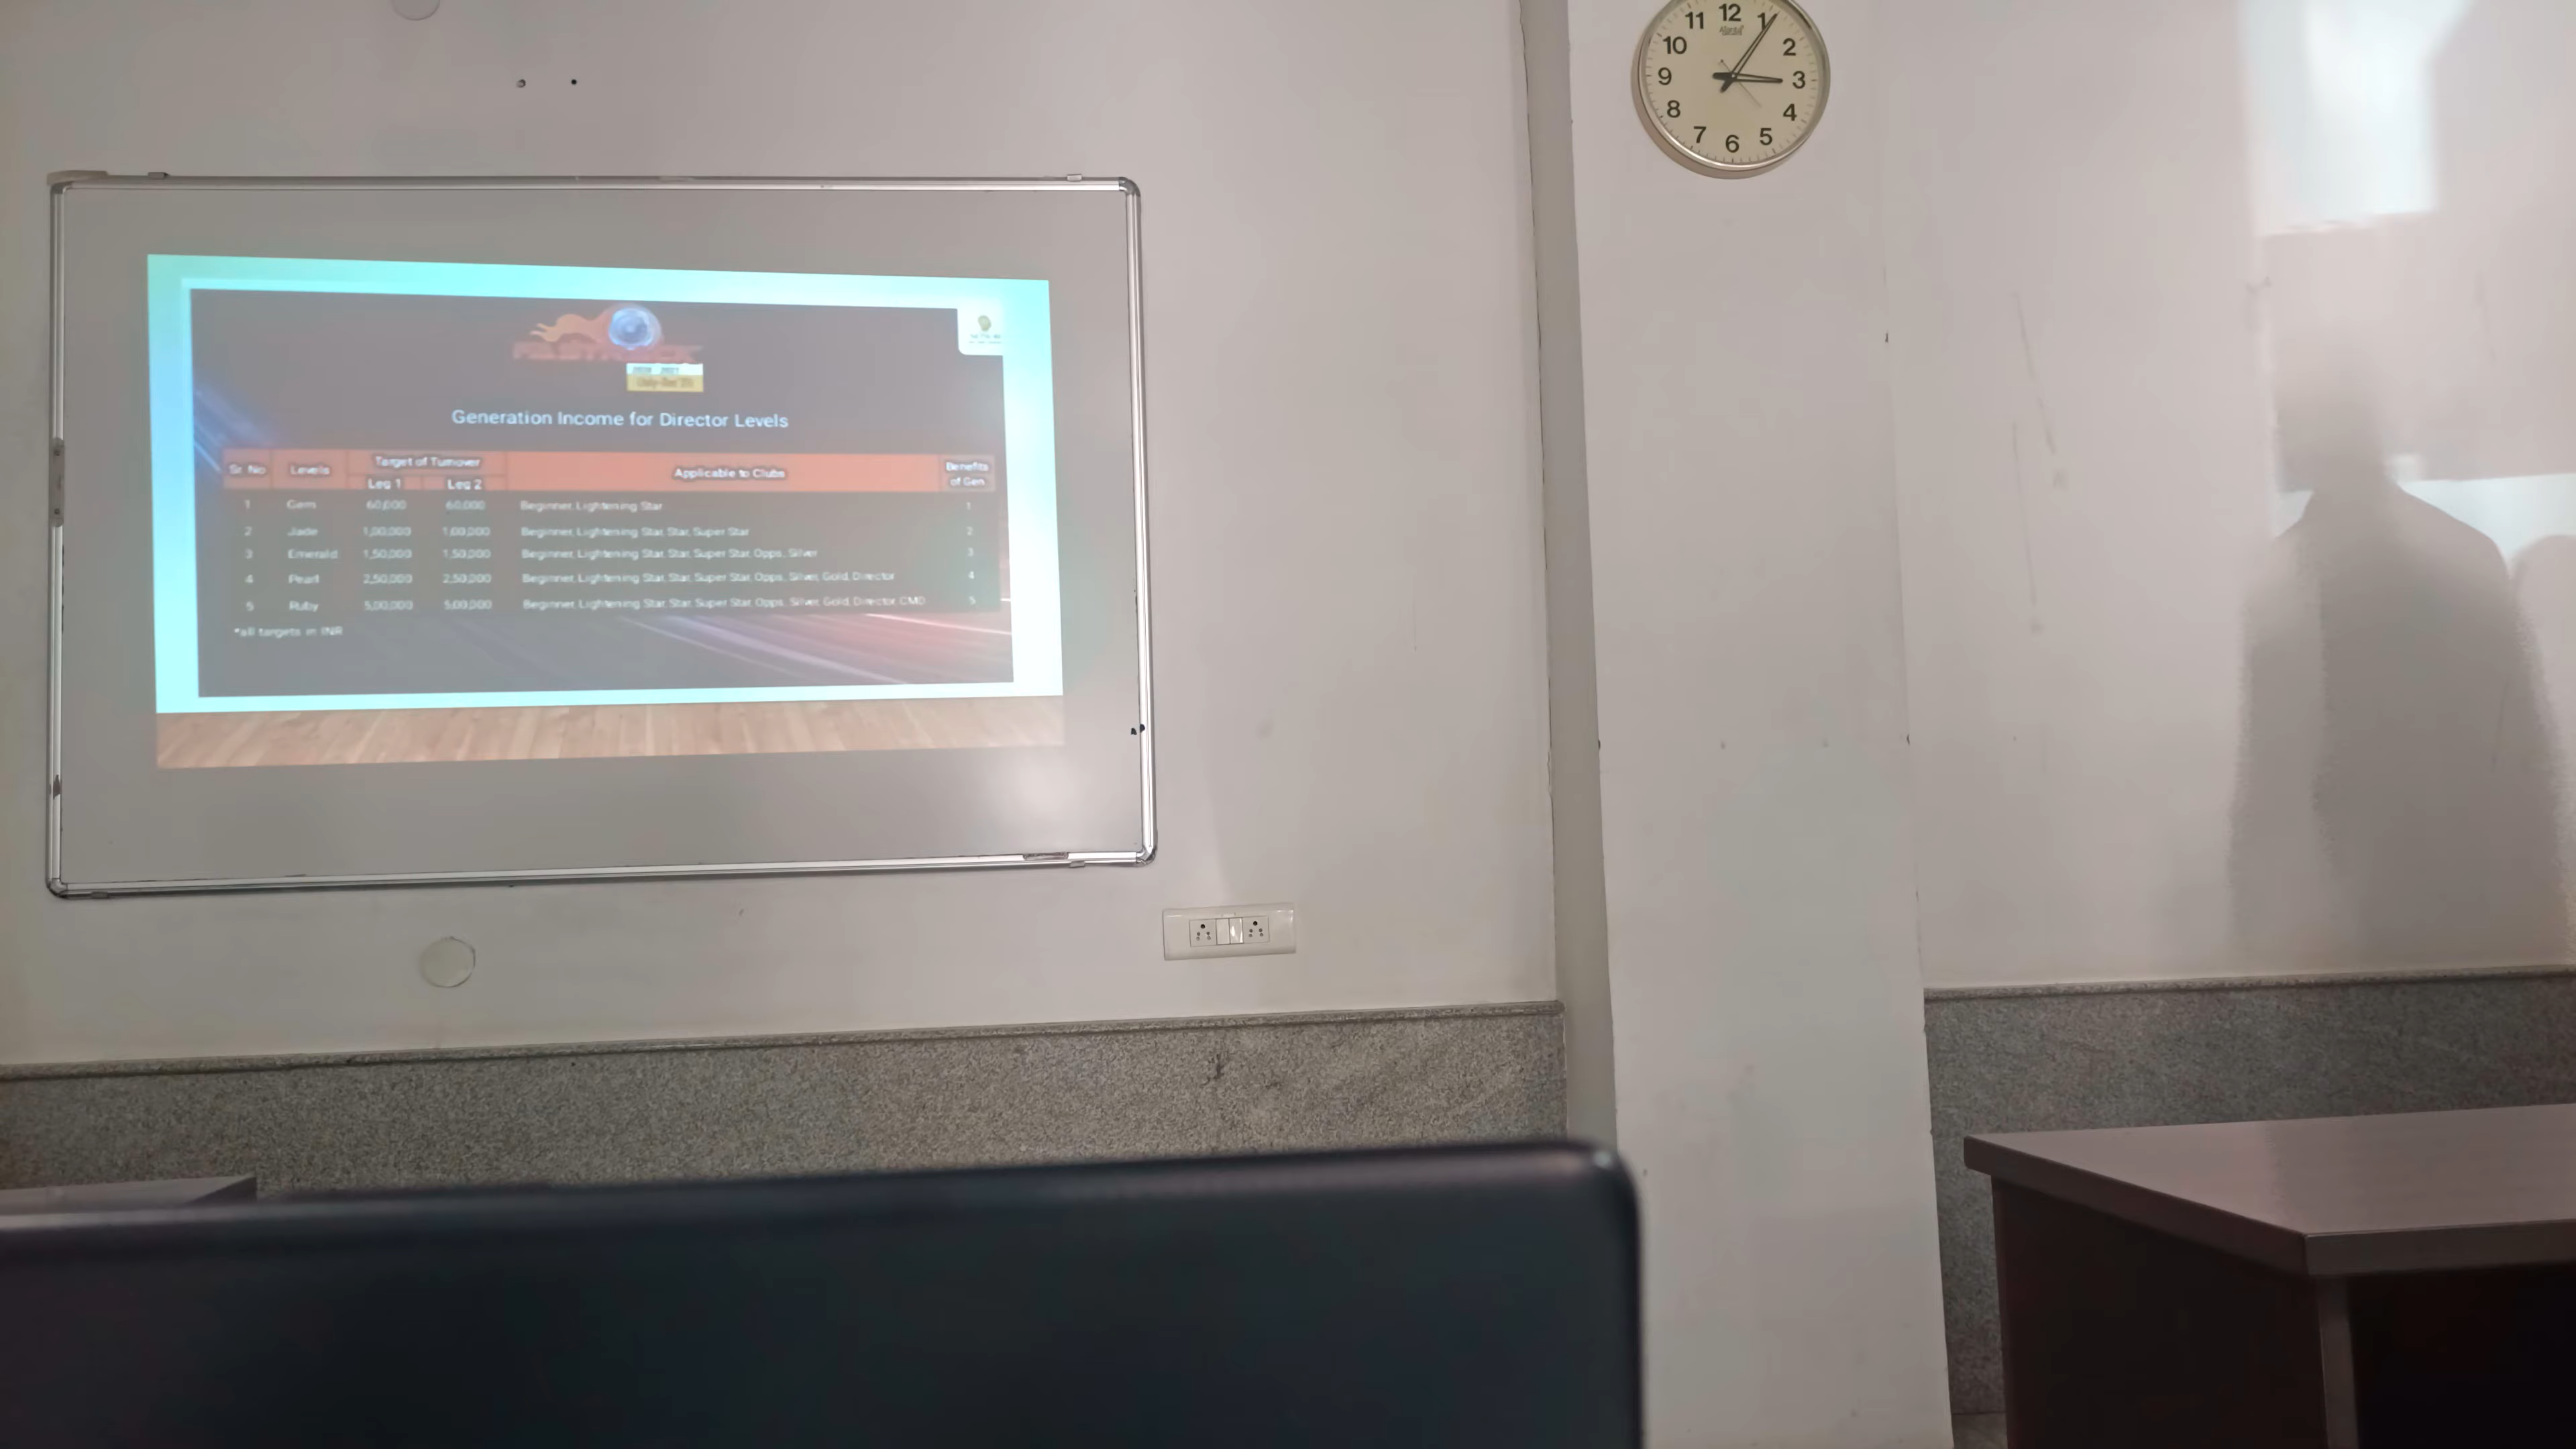 12
11 1
10 2
9 3
8 4
7 5
6
Generation Income for Director Levels
Sr. No Levels Target of Turnover Applicable to Clubs Benefits of Gen.
Leg 1 Leg 2
1 Gem 60,000 60,000 Beginner, Lightening Star 1
2 Jade 1,00,000 1,00,000 Beginner, Lightening Star, Star, Super Star 2
3 Emerald 1,50,000 1,50,000 Beginner, Lightening Star, Star, Super Star, Opps. Silver 3
4 Pearl 2,50,000 2,50,000 Beginner, Lightening Star, Star, Super Star, Opps. Silver, Gold, Director 4
5 Ruby 5,00,000 5,00,000 Beginner, Lightening Star, Star, Super Star, Opps. Silver, Gold, Director, CMD 5
*all targets in INR